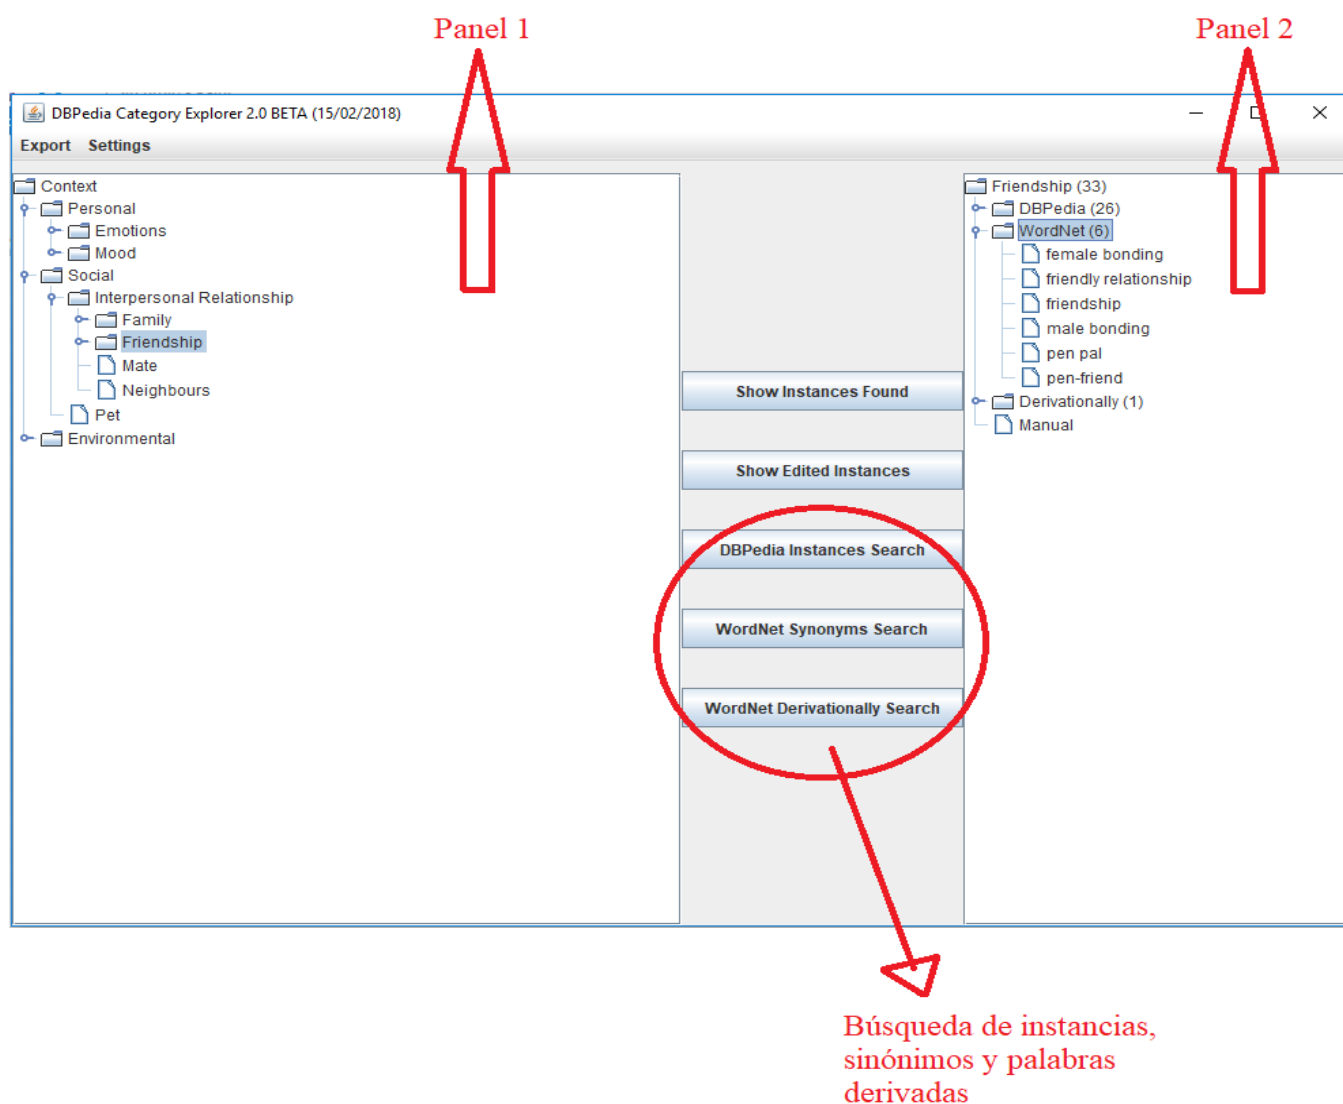 Panel 1
Panel 2
DBPedia Category Explorer 2.0 BETA (15/02/2018)
Export Settings
Context
Personal
Emotions
Mood
Social
Interpersonal Relationship
Family
Friendship
Mate
Neighbours
Pet
Environmental
Show Instances Found
Show Edited Instances
DBPedia Instances Search
WordNet Synonyms Search
WordNet Derivationally Search
Friendship (33)
DBPedia (26)
WordNet (6)
female bonding
friendly relationship
friendship
male bonding
pen pal
pen-friend
Derivationally (1)
Manual
Búsqueda de instancias,
sinónimos y palabras
derivadas